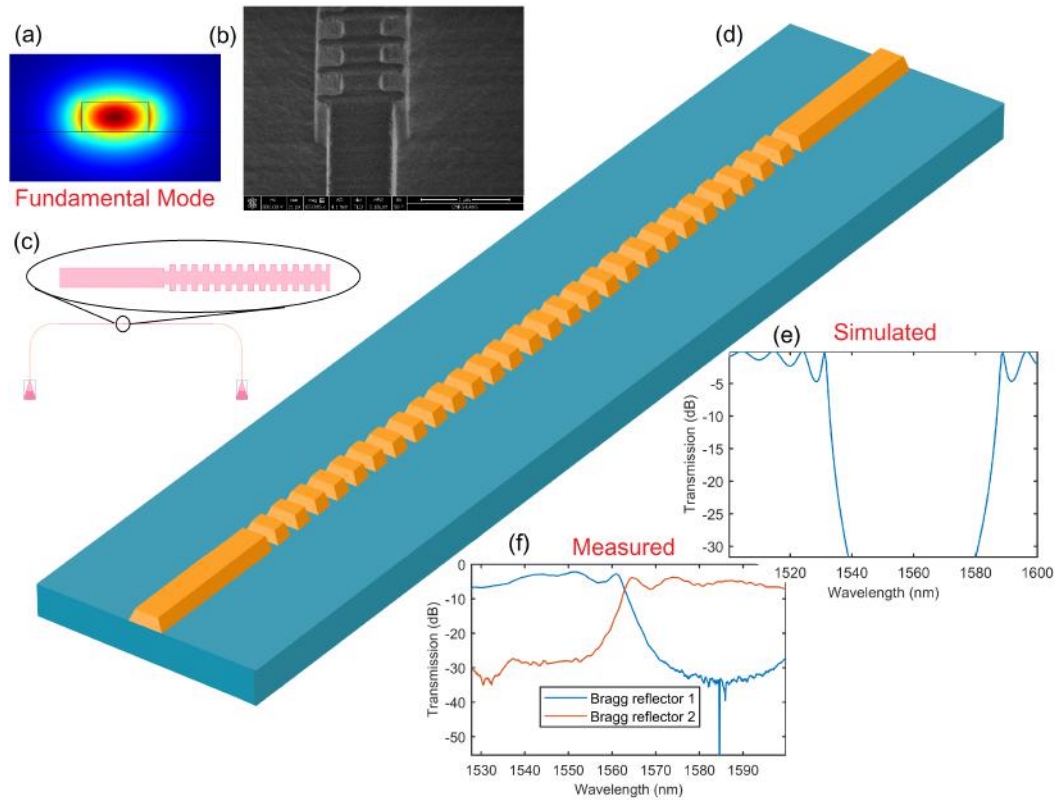 (a)
Fundamental Mode
(b)
(c)
(d)
(e) Simulated
Transmission (dB)
-5
-10
-15
-20
-25
-30
1520 1540 1560 1580 1600
Wavelength (nm)
(f) Measured
Transmission (dB)
0
-10
-20
-30
-40
-50
Bragg reflector 1
Bragg reflector 2
1530 1540 1550 1560 1570 1580 1590
Wavelength (nm)